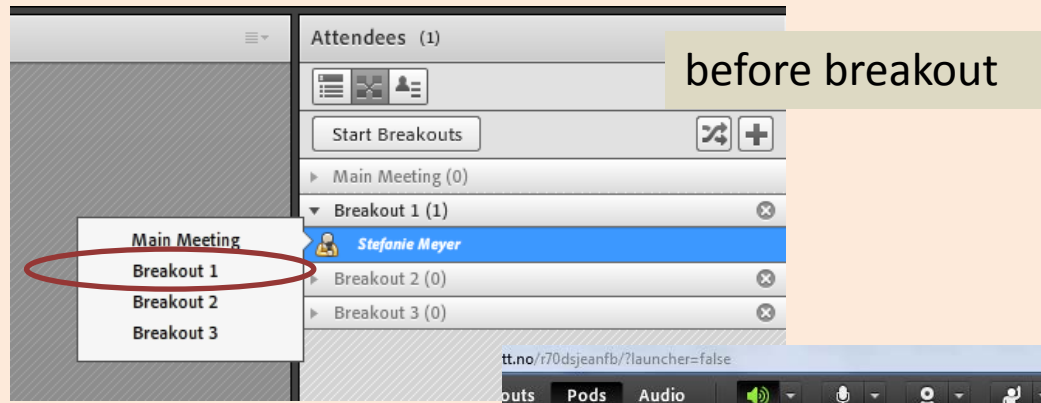 Attendees (1)
before breakout
Start Breakouts
Main Meeting (0)
Breakout 1 (1)
Stefanie Meyer
Breakout 2 (0)
Breakout 3 (0)
Main Meeting
Breakout 1
Breakout 2
Breakout 3
tt.no/r70dsjeanfb/?launcher=false
outs Pods Audio